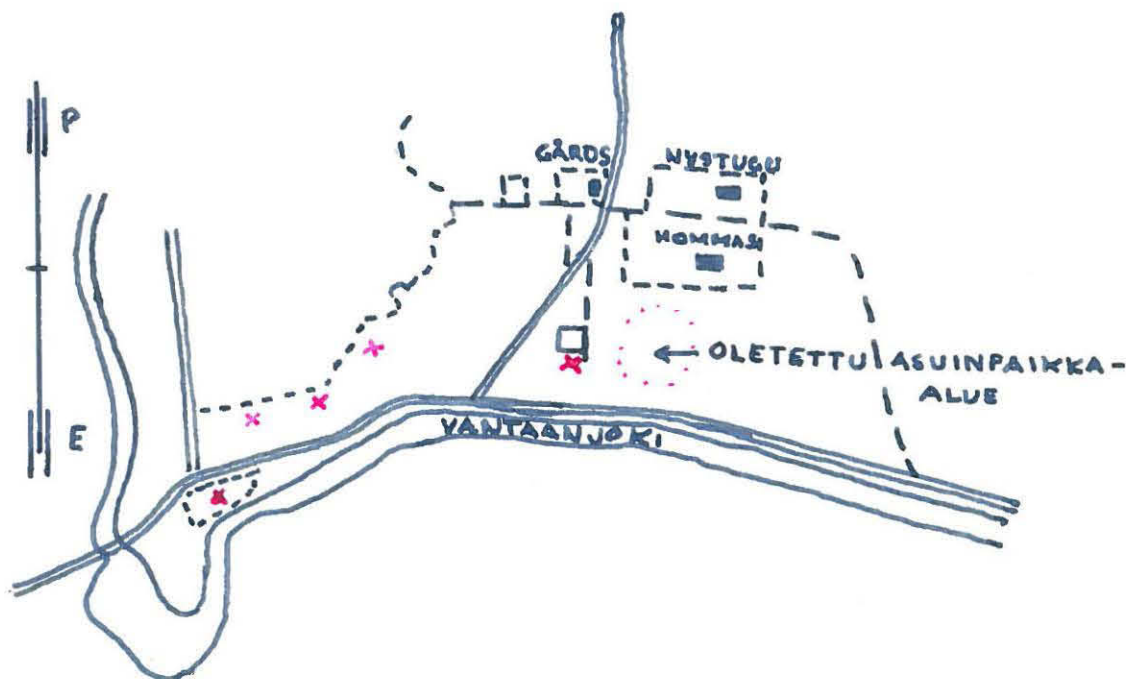 P
GÅRDS
NYSTUGU
HOMMAS
← OLETETTU ASUINPAIKKA-
ALUE
E
VANTAANJOKI